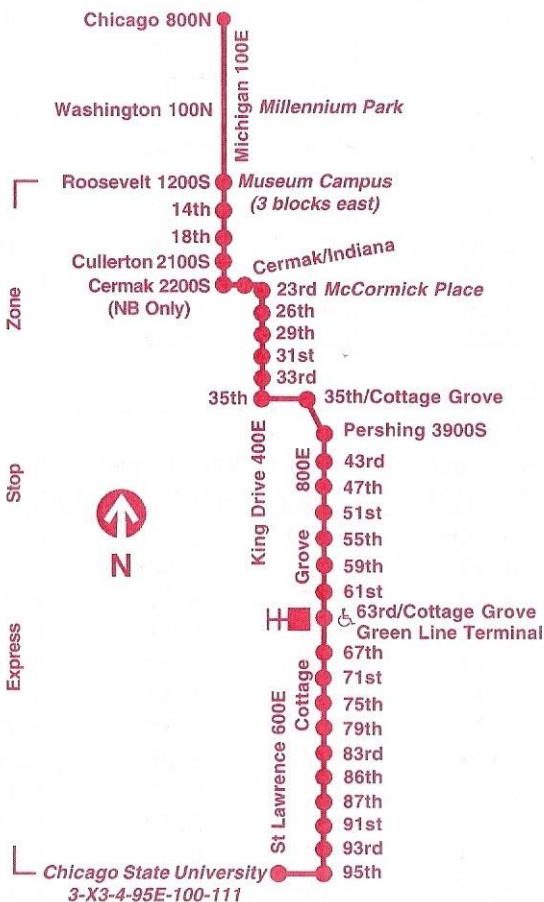 Chicago 800N
Michigan 100E
Washington 100N
Millennium Park
Roosevelt 1200S
Museum Campus
(3 blocks east)
14th
18th
Cullerton 2100S
Cermak/Indiana
Cermak 2200S
(NB Only)
23rd
McCormick Place
26th
29th
31st
33rd
35th
35th/Cottage Grove
Pershing 3900S
King Drive 400E
43rd
47th
51st
55th
59th
61st
63rd/Cottage Grove
Green Line Terminal
67th
71st
75th
79th
83rd
86th
87th
91st
93rd
95th
Cottage Grove 800E
St Lawrence 600E
Chicago State University
3-X3-4-95E-100-111
Express Stop Zone
N